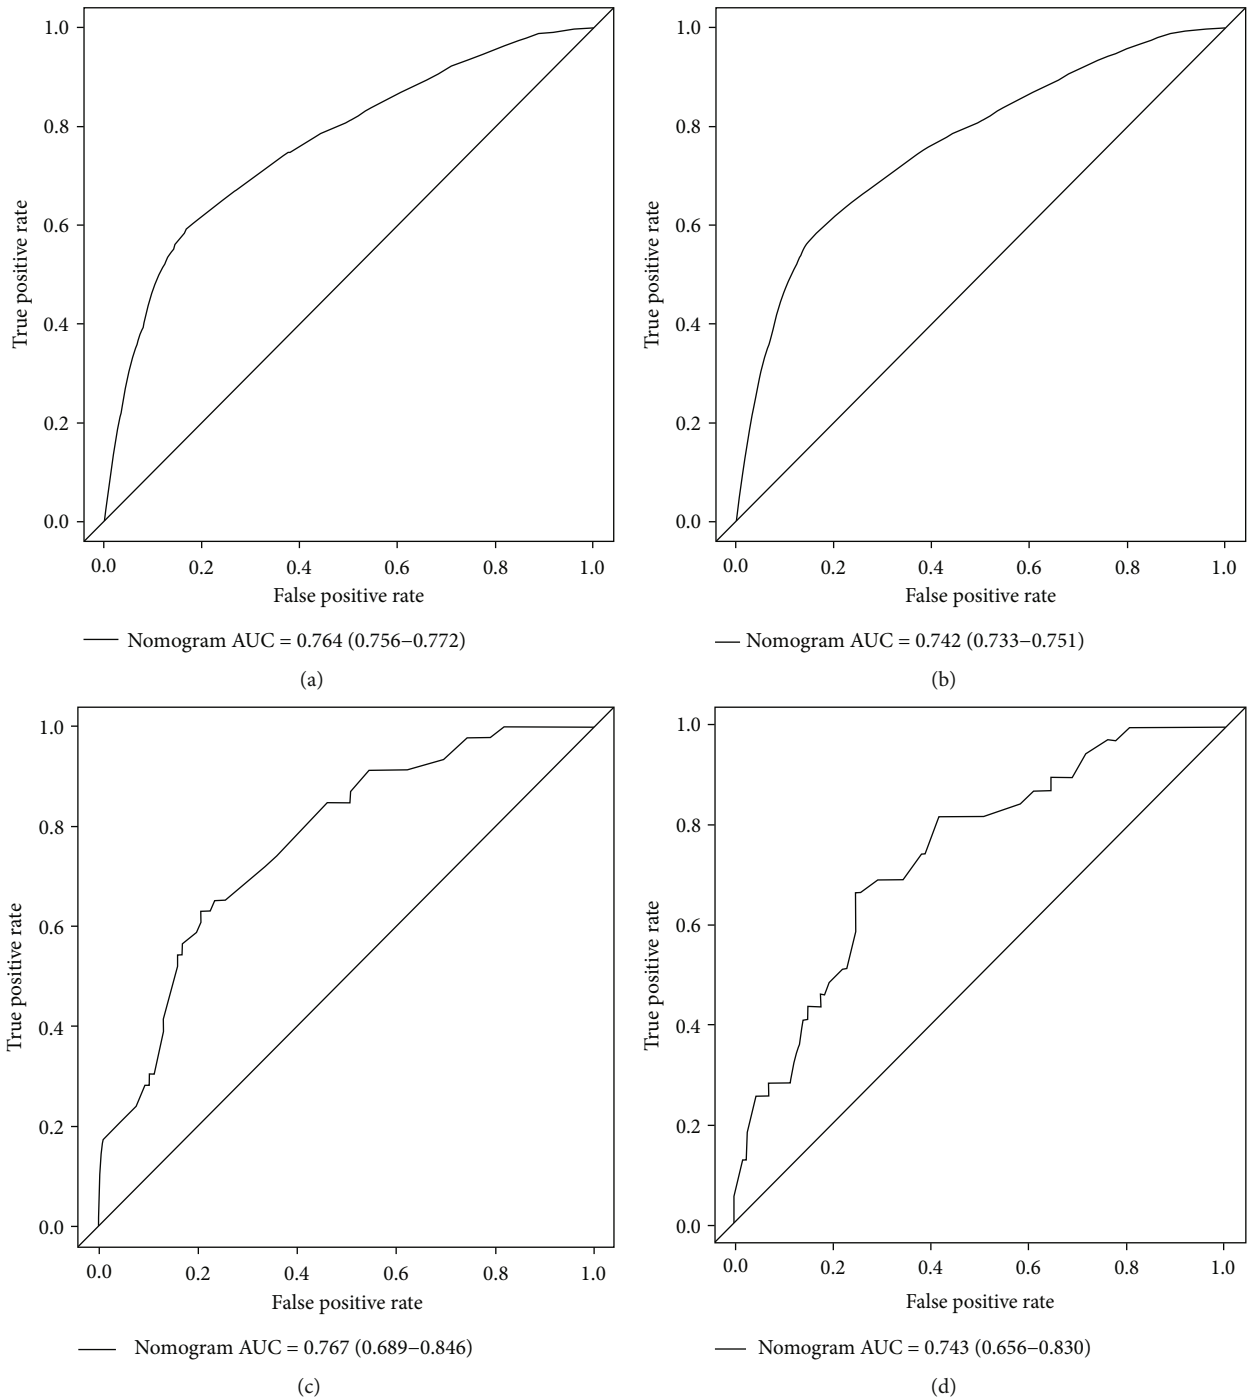 1.0
0.8
0.6
0.4
0.2
0.0
True positive rate
0.0 0.2 0.4 0.6 0.8 1.0
False positive rate
Nomogram AUC = 0.764 (0.756–0.772)
(a)
1.0
0.8
0.6
0.4
0.2
0.0
True positive rate
0.0 0.2 0.4 0.6 0.8 1.0
False positive rate
Nomogram AUC = 0.742 (0.733–0.751)
(b)
1.0
0.8
0.6
0.4
0.2
0.0
True positive rate
0.0 0.2 0.4 0.6 0.8 1.0
False positive rate
Nomogram AUC = 0.767 (0.689–0.846)
(c)
1.0
0.8
0.6
0.4
0.2
0.0
True positive rate
0.0 0.2 0.4 0.6 0.8 1.0
False positive rate
Nomogram AUC = 0.743 (0.656–0.830)
(d)